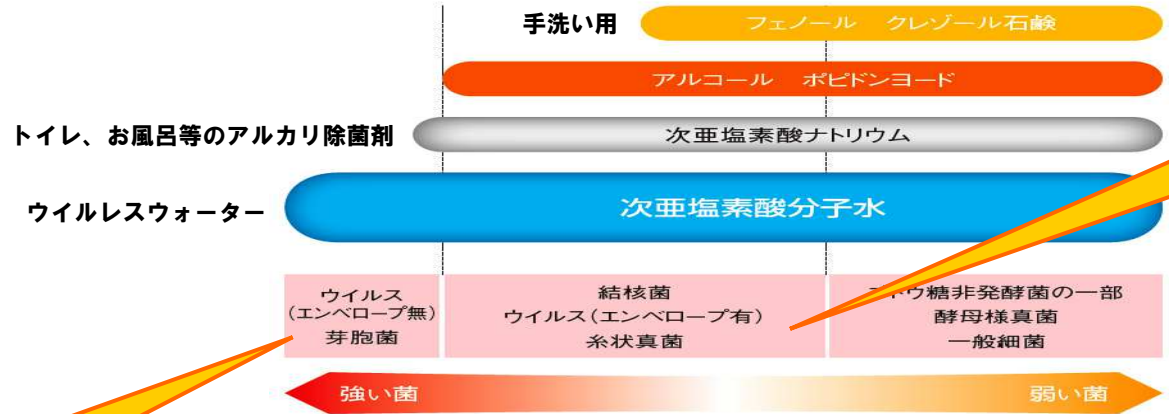 手洗い用
フェノール　クレゾール石鹸
アルコール　ポピドンヨード
トイレ、お風呂等のアルカリ除菌剤
次亜塩素酸ナトリウム
ウイルレスウォーター
次亜塩素酸分子水
ウイルス
(エンベロープ無)
芽胞菌
結核菌
ウイルス(エンベロープ有)
糸状真菌
ウ糖非発酵菌の一部
酵母様真菌
一般細菌
強い菌
弱い菌